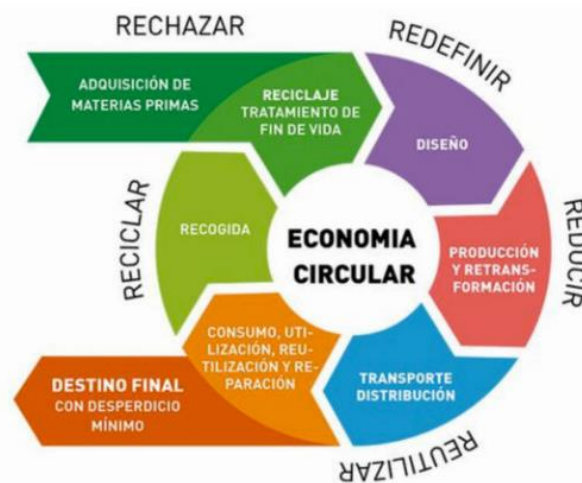 RECHAZAR
REDEFINIR
ADQUISICIÓN DE
MATERIAS PRIMAS
RECICLAJE
TRATAMIENTO DE
FIN DE VIDA
DISEÑO
REDUCIR
PRODUCCIÓN
Y RETRANS-
FORMACIÓN
RECICLAR
RECOGIDA
ECONOMIA
CIRCULAR
CONSUMO, UTI-
LIZACIÓN, REU-
TILIZACIÓN Y RE-
PARACIÓN
TRANSPORTE
DISTRIBUCIÓN
REUTILIZAR
DESTINO FINAL
CON DESPERDICIO
MÍNIMO